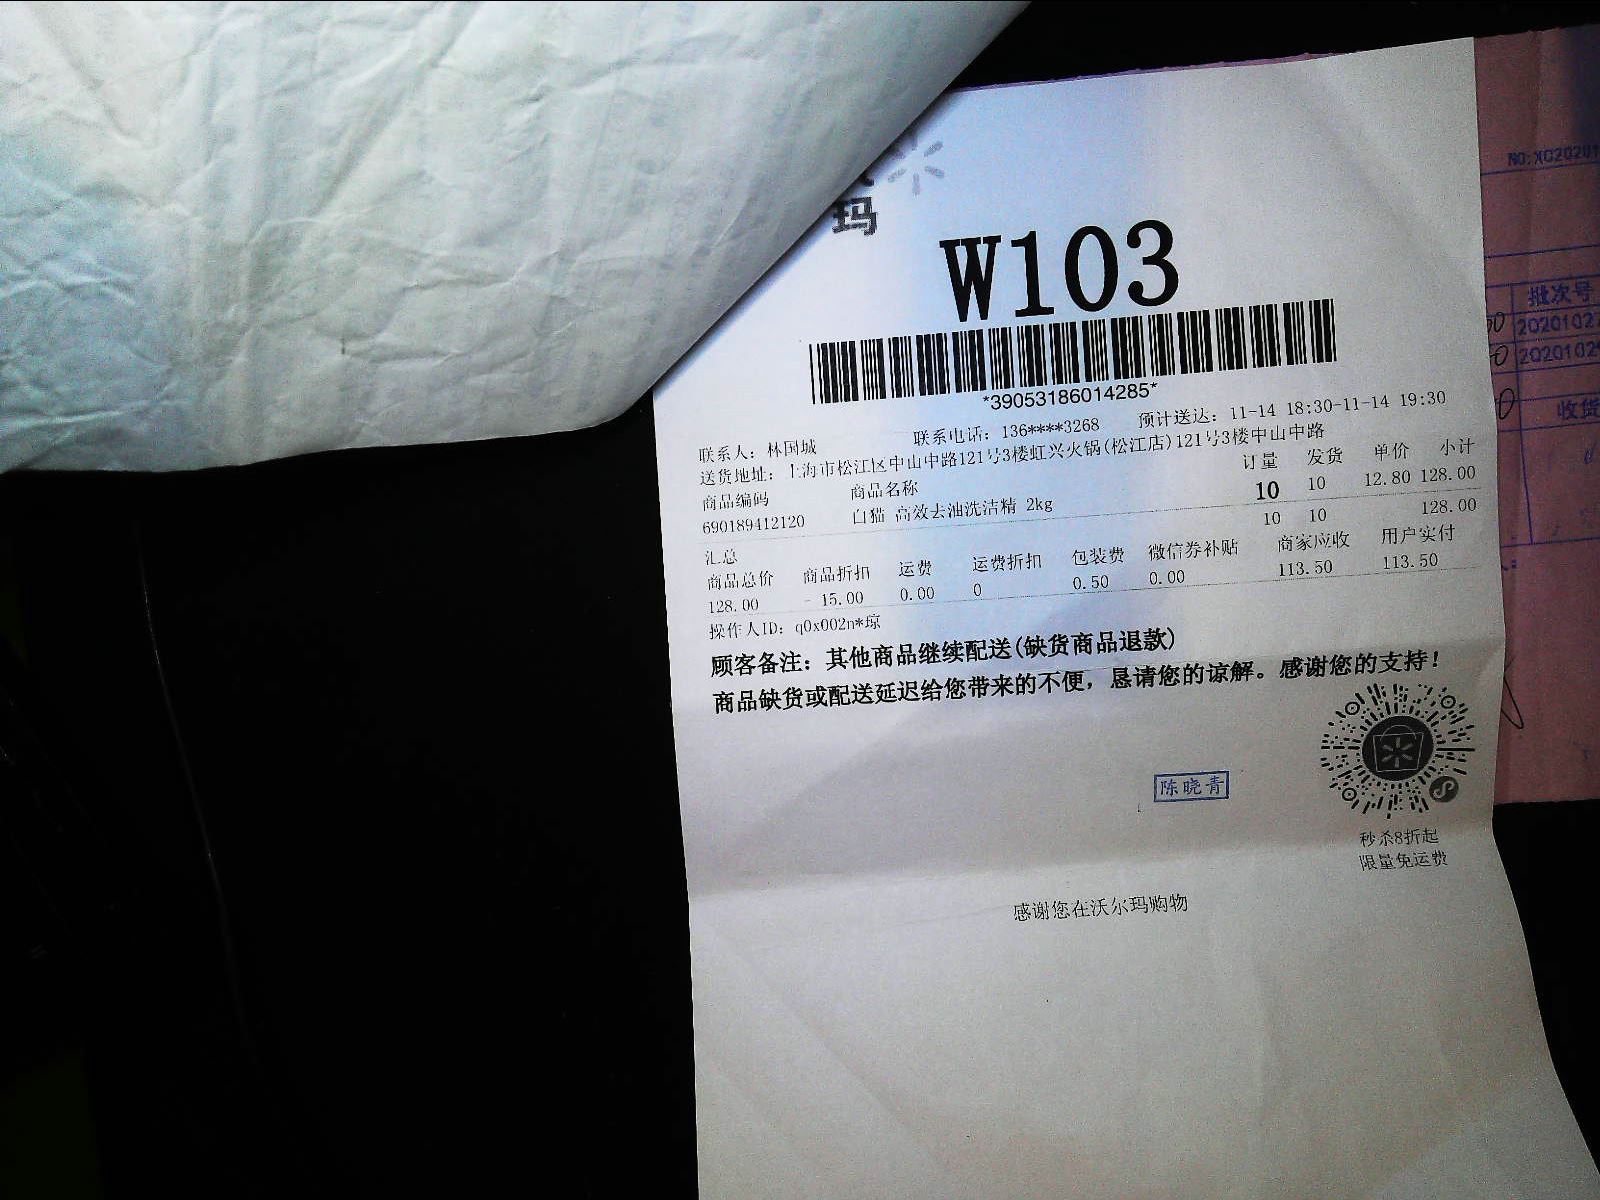 玛
W103
*39053186014285*
联系人: 林国城 联系电话: 136****3268 预计送达: 11-14 18:30-11-14 19:30
送货地址: 上海市松江区中山中路121号3楼虹兴火锅(松江店)121号3楼中山中路
商品编码 商品名称 订量 发货 单价 小计
690189412120 白猫 高效去油洗洁精 2kg 10 10 12.80 128.00
汇总 10 10 128.00
商品总价 商品折扣 运费 运费折扣 包装费 微信券补贴 商家应收 用户实付
128.00 - 15.00 0.00 0 0.50 0.00 113.50 113.50
操作人ID: q0x002n*琼
顾客备注: 其他商品继续配送(缺货商品退款)
商品缺货或配送延迟给您带来的不便，恳请您的谅解。感谢您的支持！
陈晓青
秒杀8折起
限量免运费
感谢您在沃尔玛购物
NO:XO20201
批次号
20201027
2020102
收货